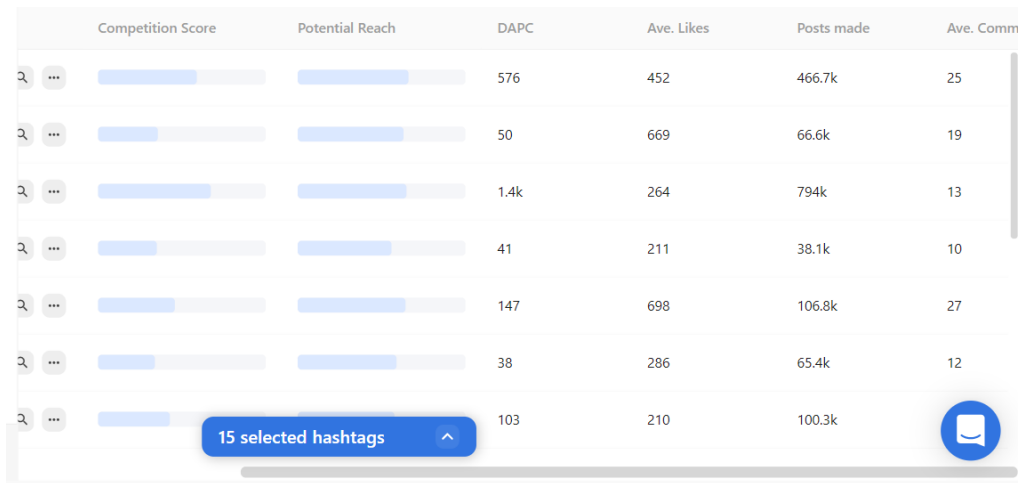 Competition Score Potential Reach DAPC Ave. Likes Posts made Ave. Comm
576 452 466.7k 25
50 669 66.6k 19
1.4k 264 794k 13
41 211 38.1k 10
147 698 106.8k 27
38 286 65.4k 12
103 210 100.3k
15 selected hashtags